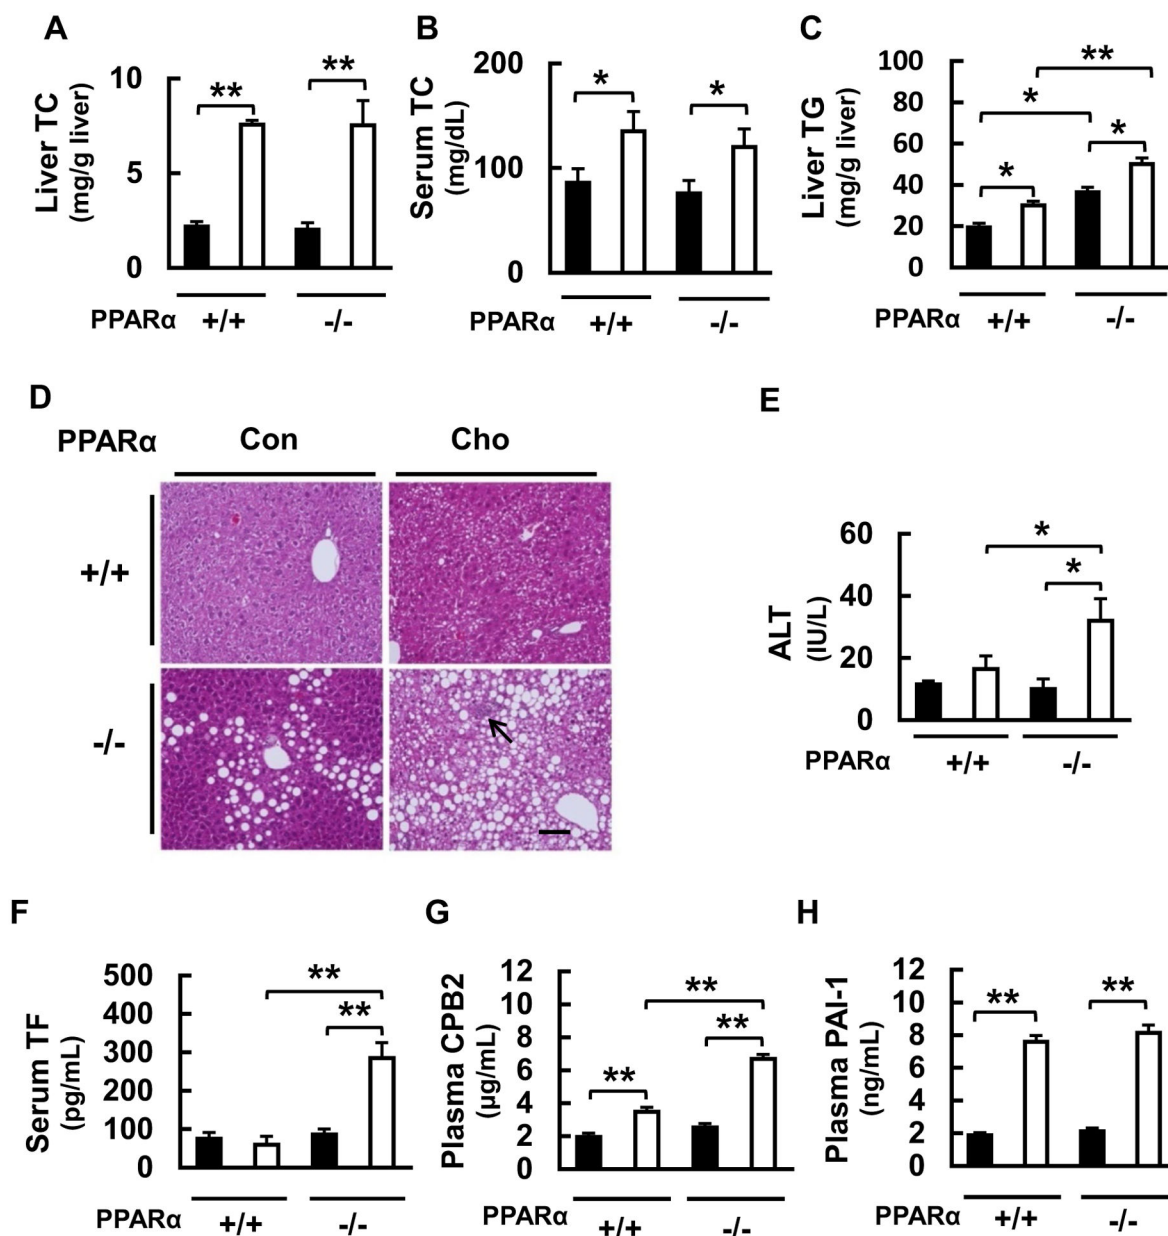 A
Liver TC
(mg/g liver)
10
5
0
**
**
PPARα
+/+
-/-
B
Serum TC
(mg/dL)
200
100
0
*
*
PPARα
+/+
-/-
C
Liver TG
(mg/g liver)
100
80
60
40
20
0
**
*
*
*
PPARα
+/+
-/-
D
PPARα
Con
Cho
+/+
-/-
E
ALT
(IU/L)
60
40
20
0
*
*
PPARα
+/+
-/-
F
Serum TF
(pg/mL)
500
400
300
200
100
0
**
**
PPARα
+/+
-/-
G
Plasma CPB2
(µg/mL)
12
10
8
6
4
2
0
**
**
**
PPARα
+/+
-/-
H
Plasma PAI-1
(ng/mL)
12
10
8
6
4
2
0
**
**
PPARα
+/+
-/-